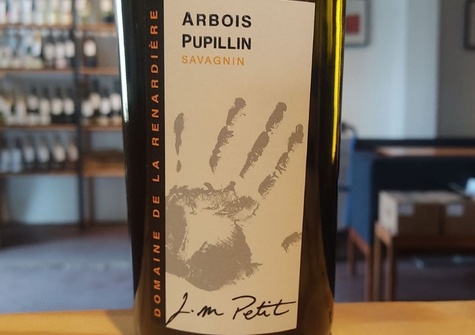 ARBOIS
PUPILLIN
SAVAGNIN
DOMAINE DE LA RENARDIÈRE
J-M Petit